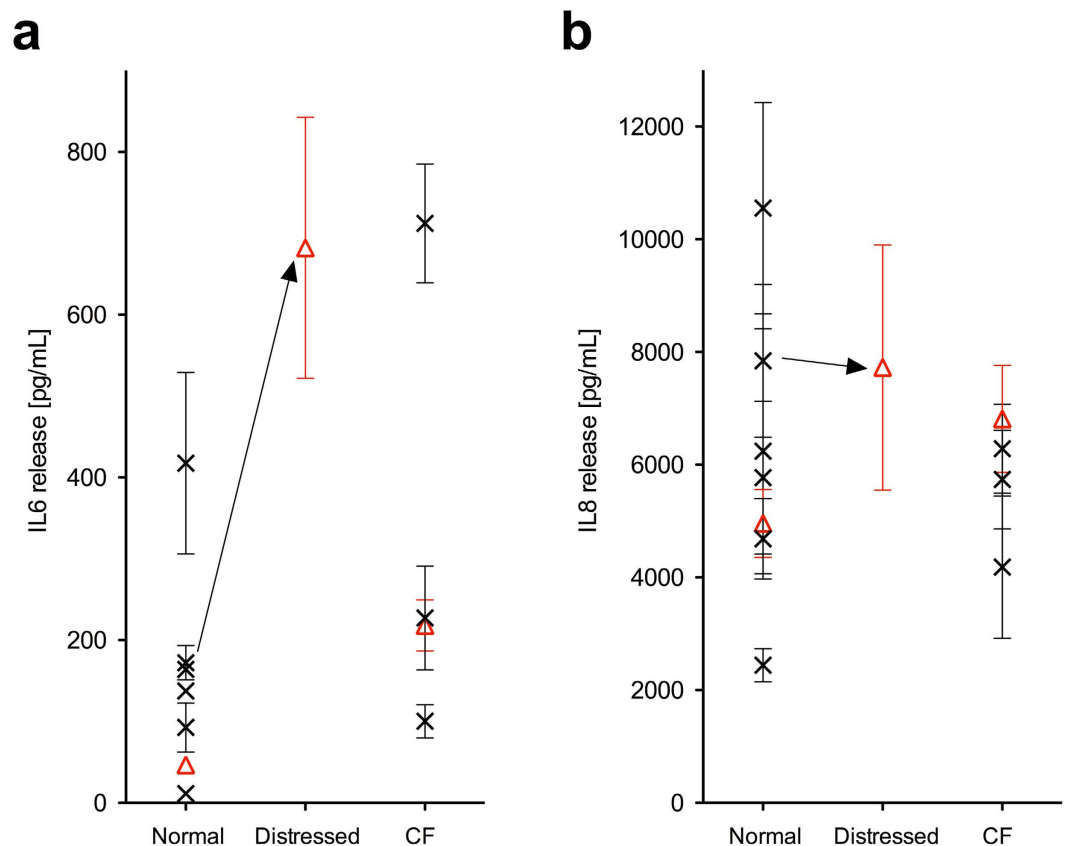 a
800
600
400
200
0
IL6 release [pg/mL]
Normal Distressed CF
b
12000
10000
8000
6000
4000
2000
0
IL8 release [pg/mL]
Normal Distressed CF